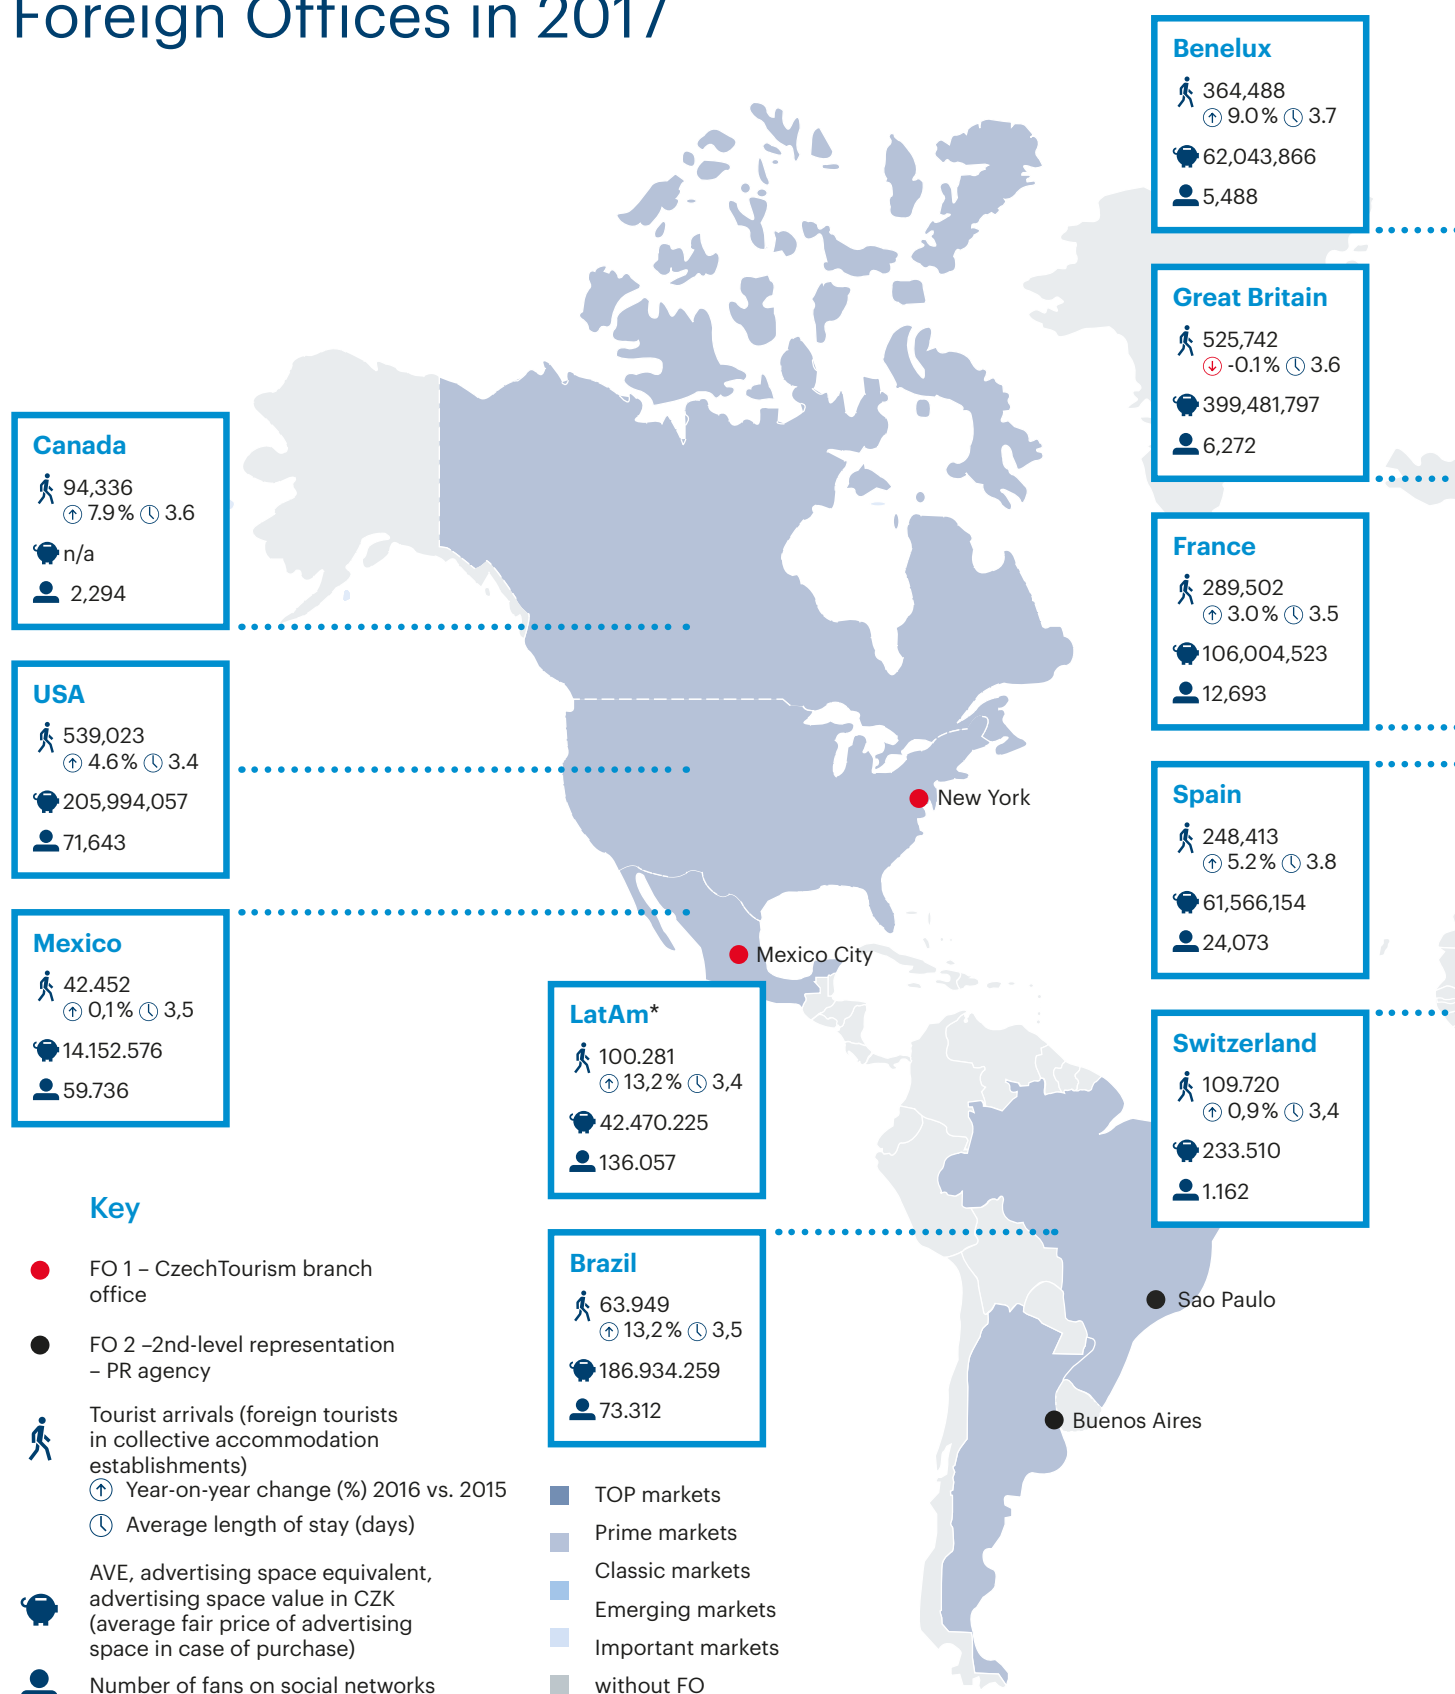 Foreign Offices in 2017
Benelux
364,488
9.0% 3.7
62,043,866
5,488
Great Britain
525,742
-0.1% 3.6
399,481,797
6,272
France
289,502
3.0% 3.5
106,004,523
12,693
Spain
248,413
5.2% 3.8
61,566,154
24,073
Switzerland
109.720
0,9% 3,4
233.510
1.162
Canada
94,336
7.9% 3.6
n/a
2,294
USA
539,023
4.6% 3.4
205,994,057
71,643
Mexico
42.452
0,1% 3,5
14.152.576
59.736
LatAm*
100.281
13,2% 3,4
42.470.225
136.057
Brazil
63.949
13,2% 3,5
186.934.259
73.312
New York
Mexico City
Sao Paulo
Buenos Aires
Key
FO 1 – CzechTourism branch
office
FO 2 –2nd-level representation
– PR agency
Tourist arrivals (foreign tourists
in collective accommodation
establishments)
Year-on-year change (%) 2016 vs. 2015
Average length of stay (days)
AVE, advertising space equivalent,
advertising space value in CZK
(average fair price of advertising
space in case of purchase)
Number of fans on social networks
TOP markets
Prime markets
Classic markets
Emerging markets
Important markets
without FO